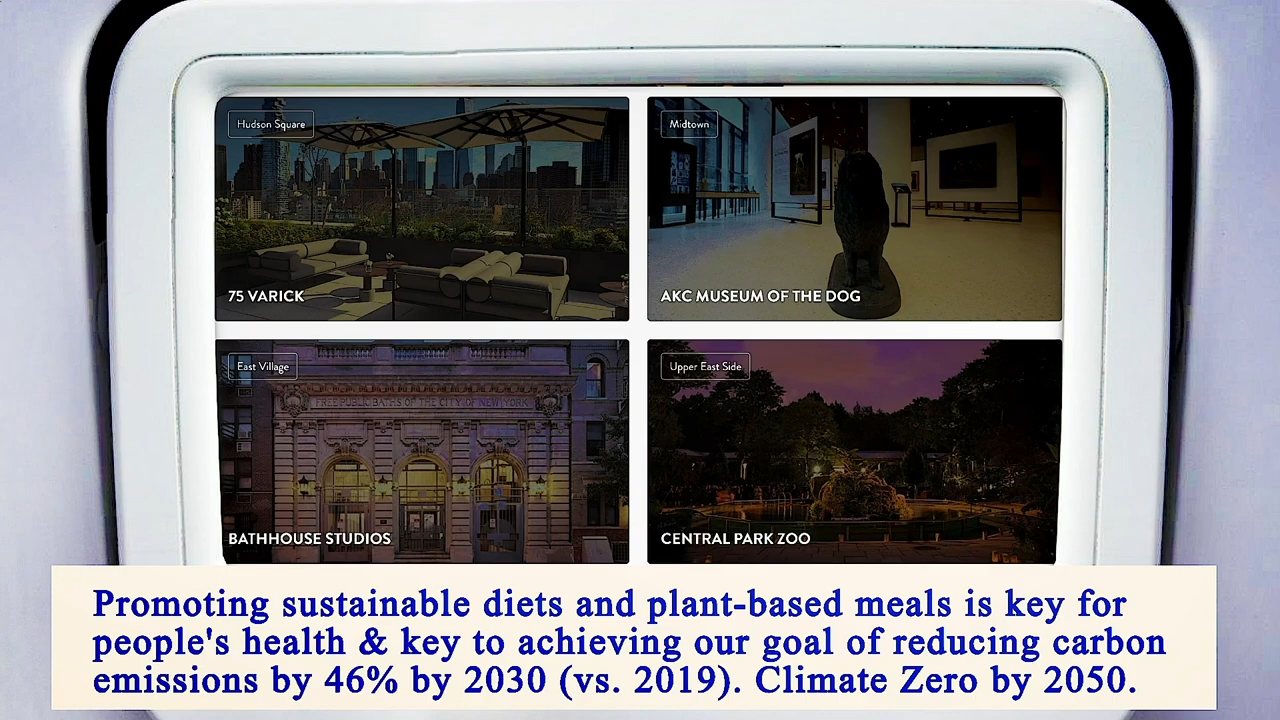 Hudson Square
75 VARICK
Midtown
AKC MUSEUM OF THE DOG
East Village
FREE PUBLIC BATHS OF THE CITY OF NEW YORK
BATHHOUSE STUDIOS
Upper East Side
CENTRAL PARK ZOO
Promoting sustainable diets and plant-based meals is key for
people's health & key to achieving our goal of reducing carbon
emissions by 46% by 2030 (vs. 2019). Climate Zero by 2050.